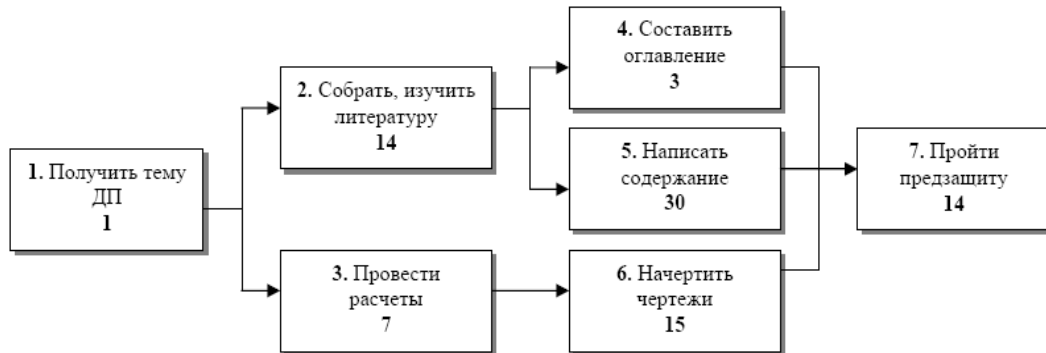 1. Получить тему
ДП
1
2. Собрать, изучить
литературу
14
3. Провести
расчеты
7
4. Составить
оглавление
3
5. Написать
содержание
30
6. Начертить
чертежи
15
7. Пройти
предзащиту
14